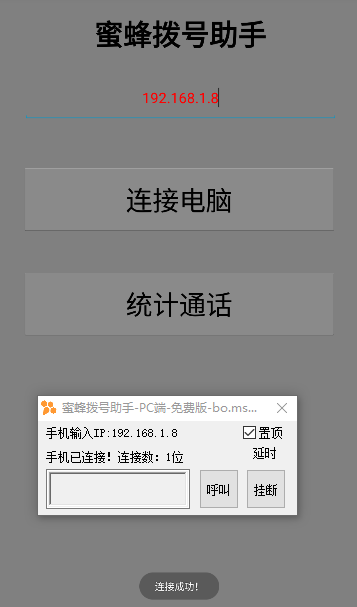 蜜蜂拨号助手
192.168.1.8
连接电脑
统计通话
蜜蜂拨号助手-PC端-免费版-bo.ms...
手机输入IP:192.168.1.8
置顶
手机已连接！连接数：1位
延时
呼叫
挂断
连接成功！